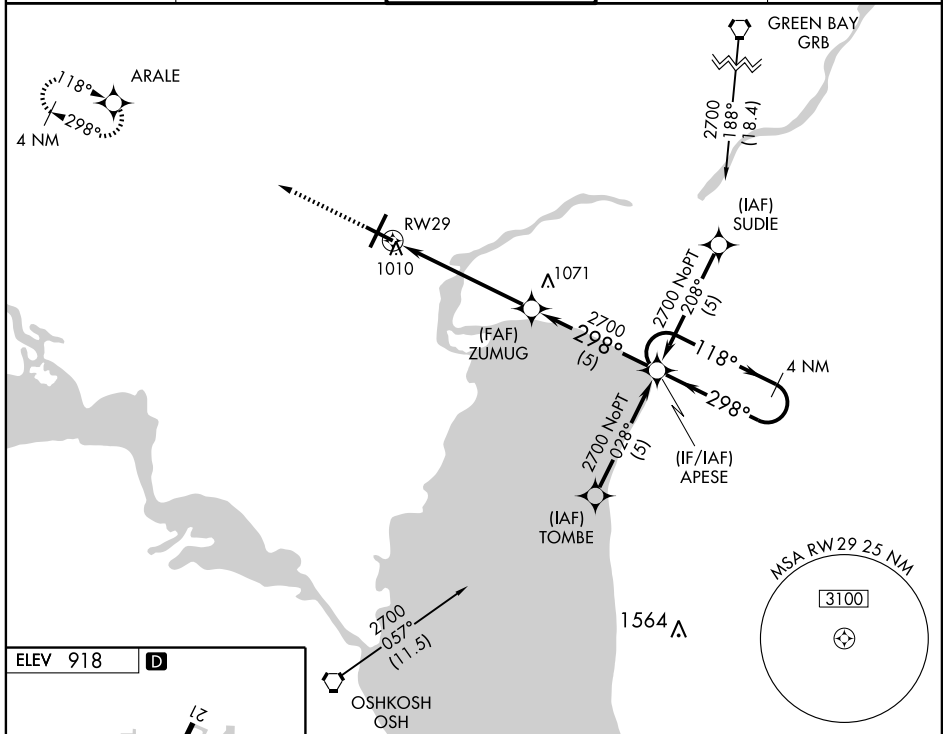 GREEN BAY
GRB
ARALE
118°
298°
4 NM
2700
188°
(18.4)
(IAF)
SUDIE
RW29
1010
1071
2700 NoPT
208°
(5)
(FAF)
ZUMUG
2700
298°
(5)
118°
4 NM
298°
2700 NoPT
028°
(5)
(IF/IAF)
APESE
(IAF)
TOMBE
MSA RW29 25 NM
3100
2700
057°
(11.5)
1564
ELEV 918 D
21
OSHKOSH
OSH